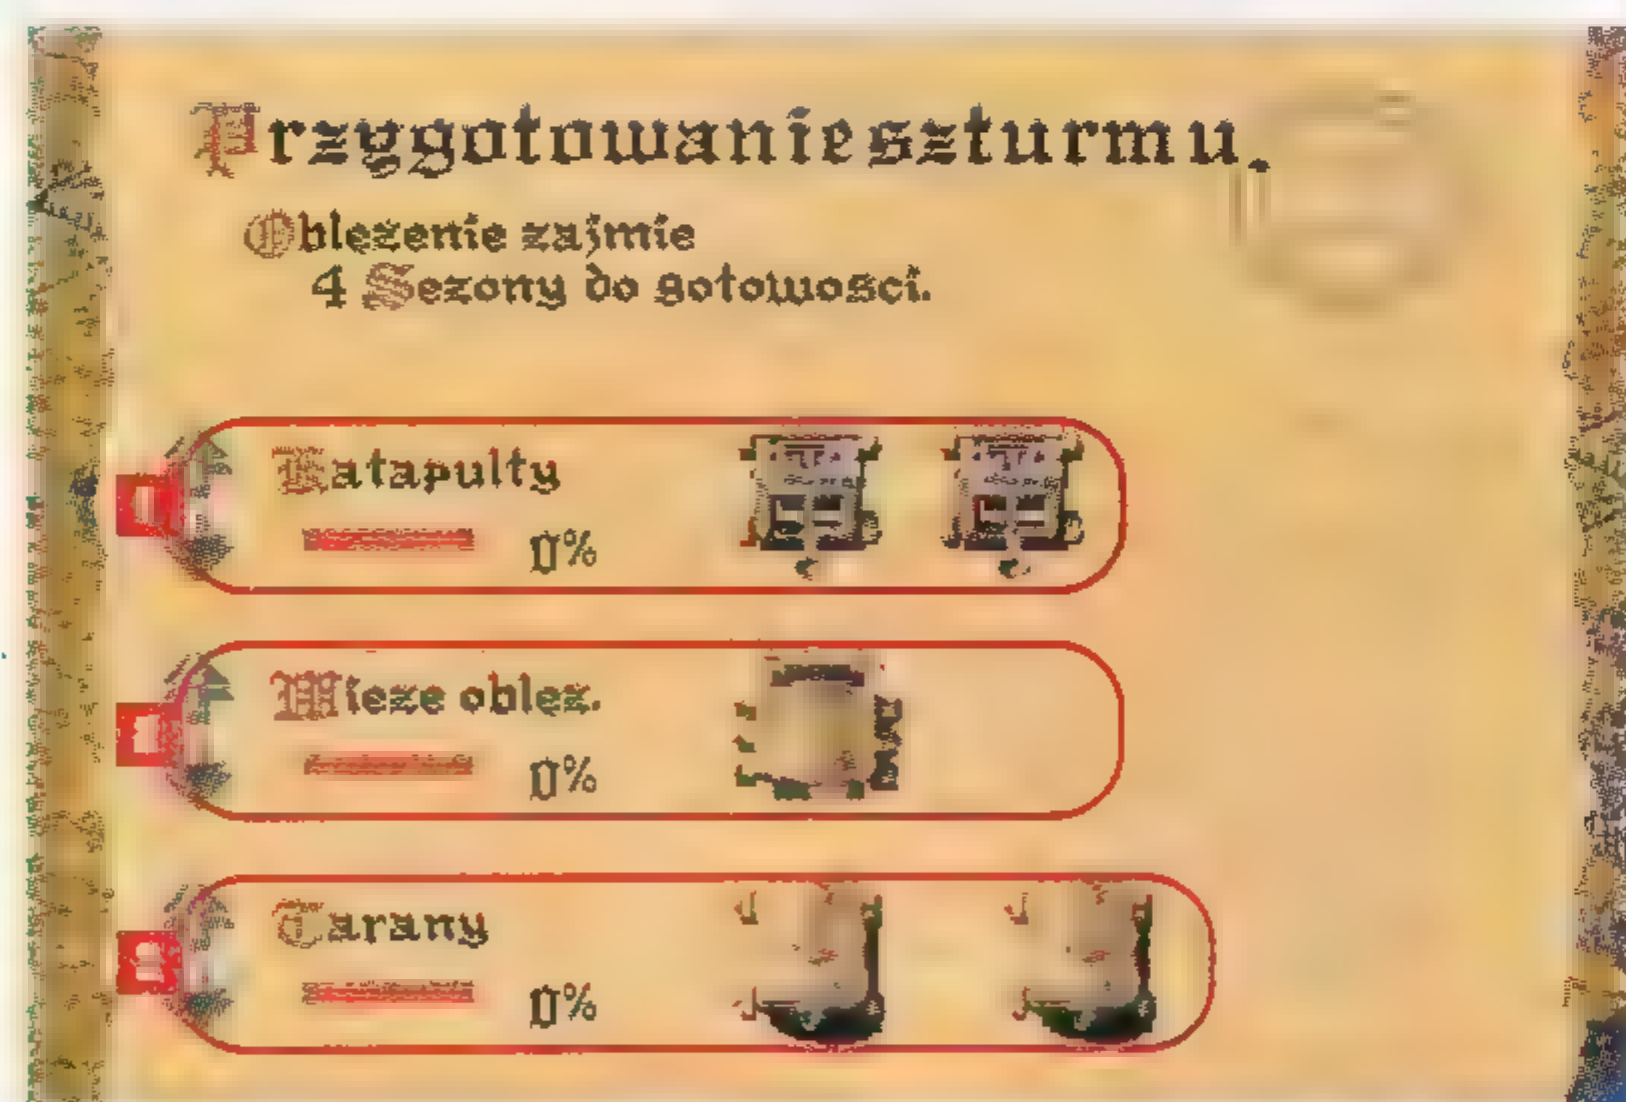 Przygotowanie szturmu.
Oblezenie zajmie
4 Sezony do gotowosci.
Katapulty
0%
Wieze oblez.
0%
Tarany
0%